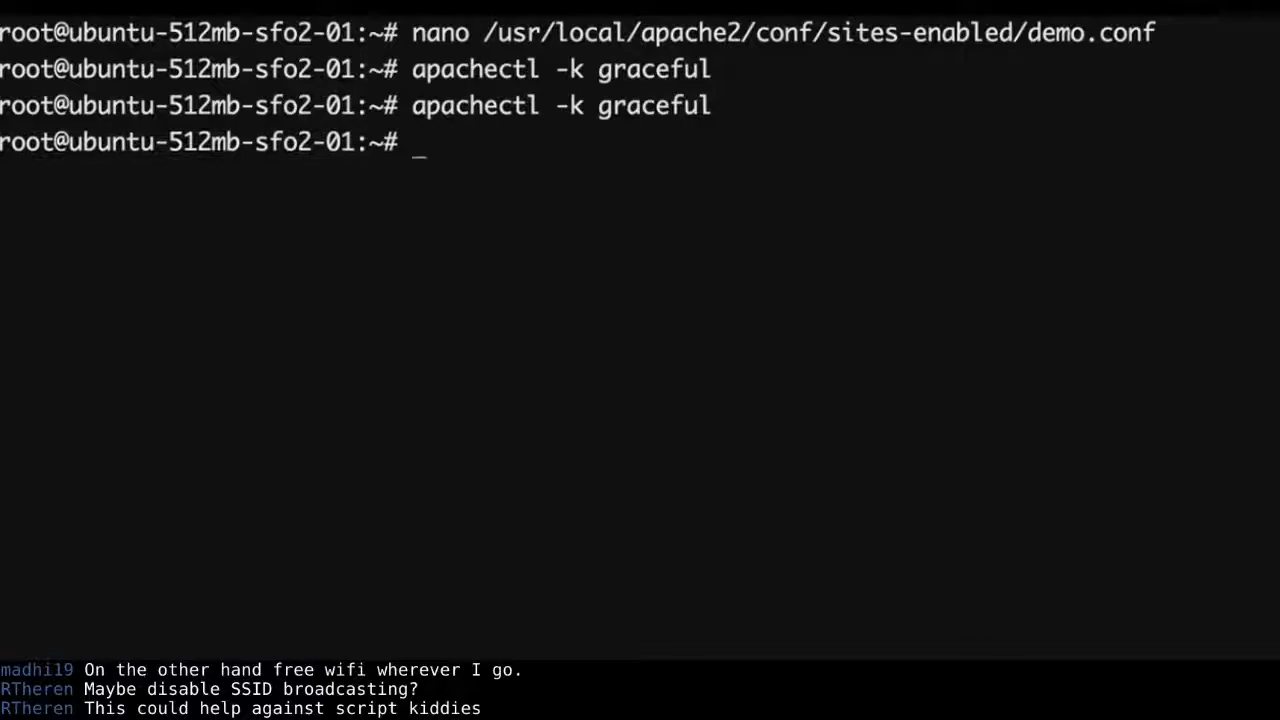 root@ubuntu-512mb-sfo2-01:~# nano /usr/local/apache2/conf/sites-enabled/demo.conf
root@ubuntu-512mb-sfo2-01:~# apachectl -k graceful
root@ubuntu-512mb-sfo2-01:~# apachectl -k graceful
root@ubuntu-512mb-sfo2-01:~# _
madhi19 On the other hand free wifi wherever I go.
RTheren Maybe disable SSID broadcasting?
RTheren This could help against script kiddies